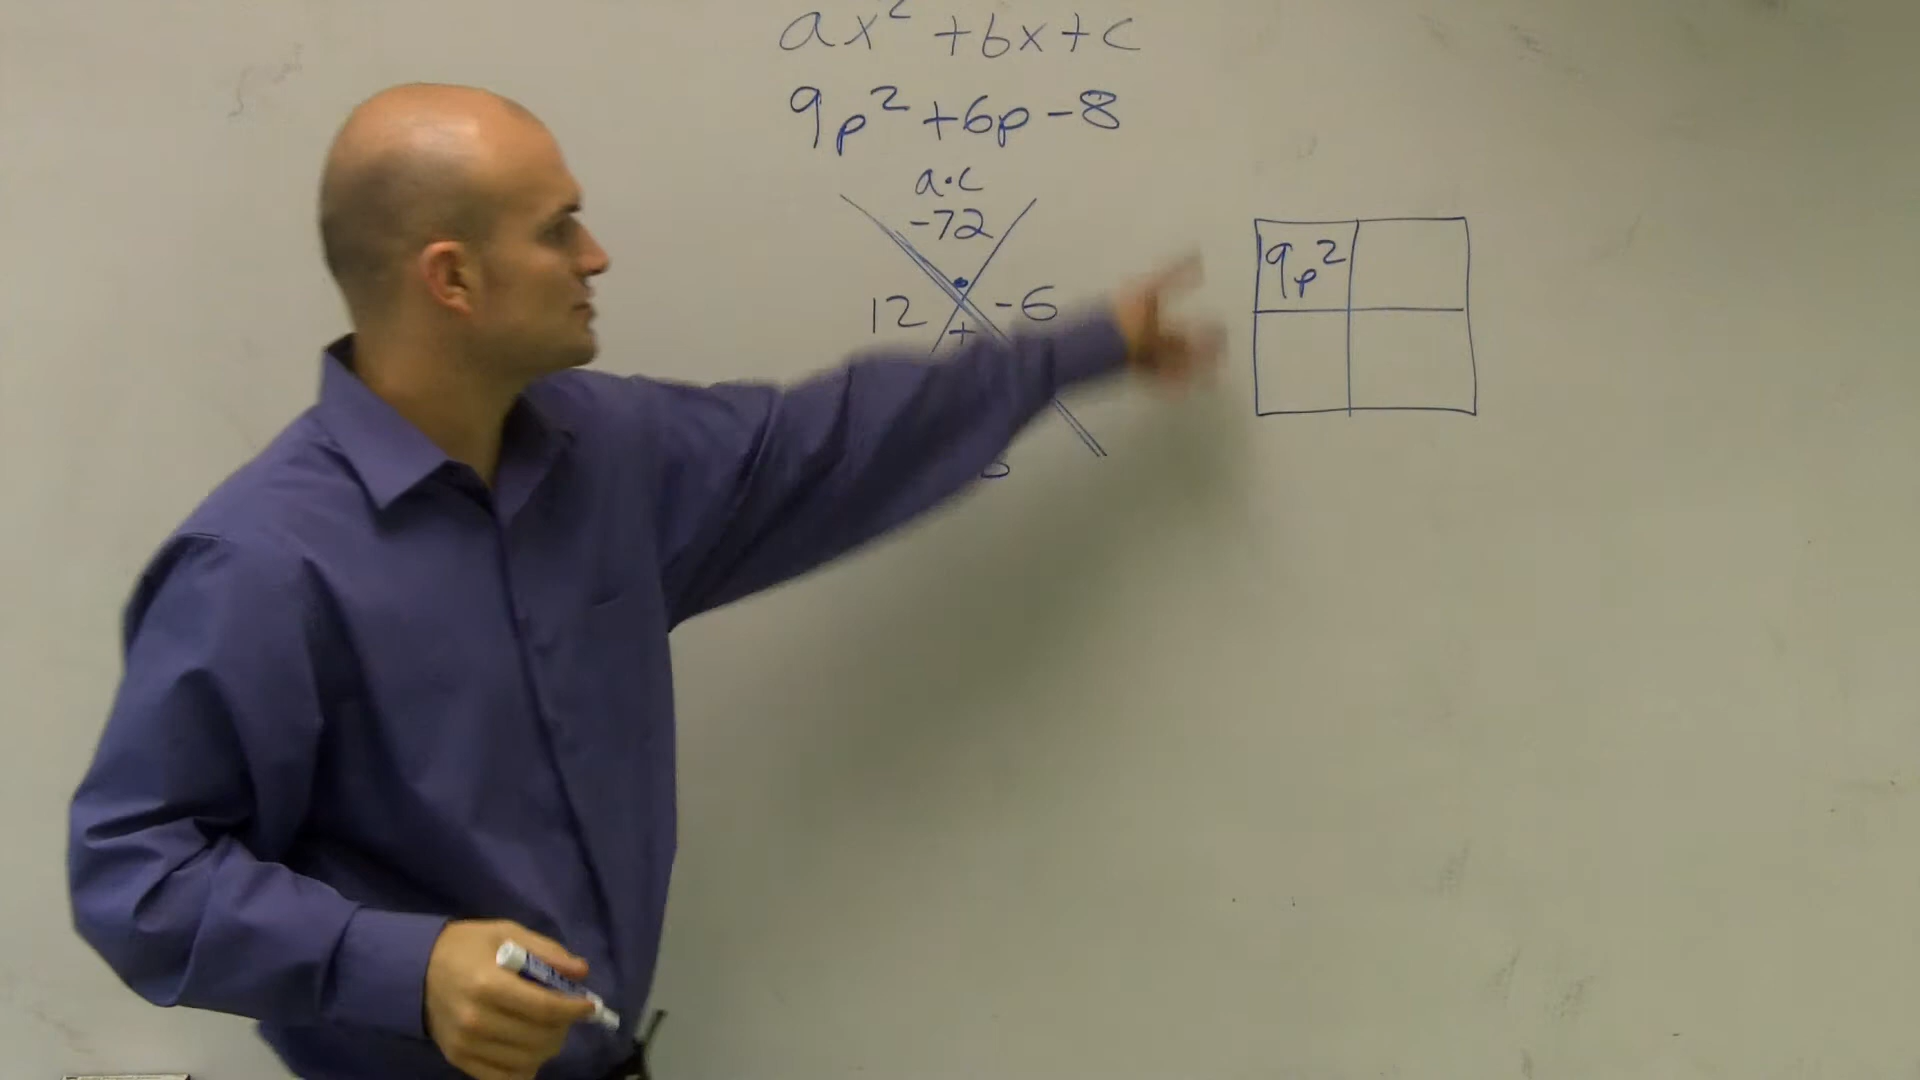 ax² + bx + c
9p² + 6p - 8
a·c
-72
12 -6
+
9p²